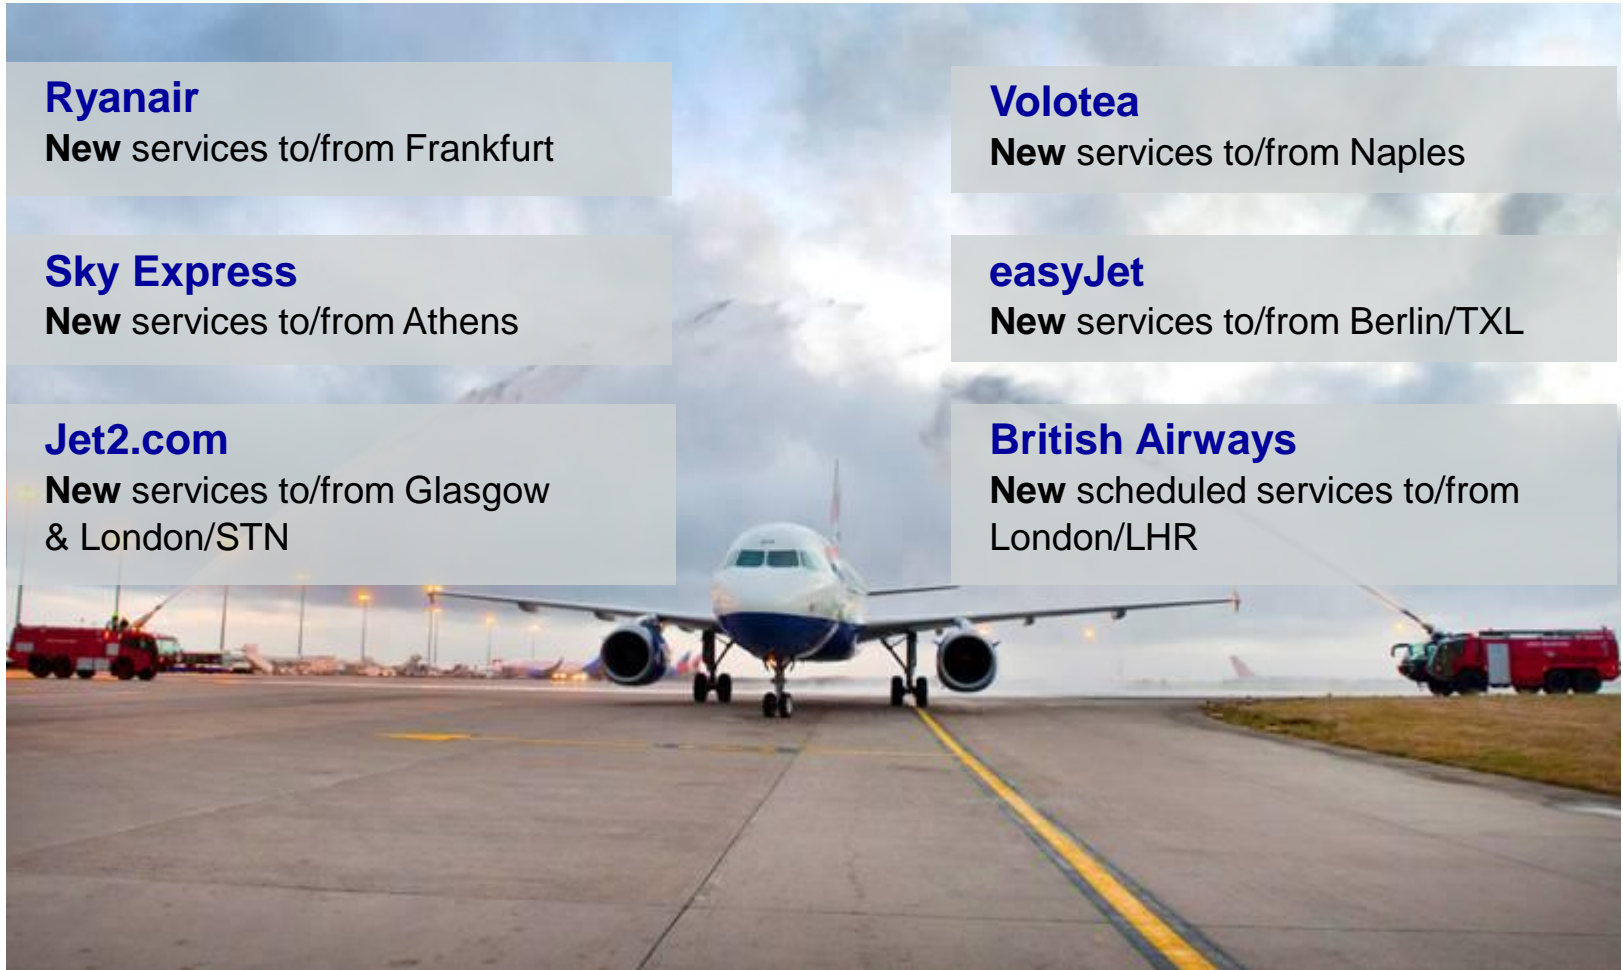 Ryanair
New services to/from Frankfurt
Sky Express
New services to/from Athens
Jet2.com
New services to/from Glasgow
& London/STN
Volotea
New services to/from Naples
easyJet
New services to/from Berlin/TXL
British Airways
New scheduled services to/from
London/LHR